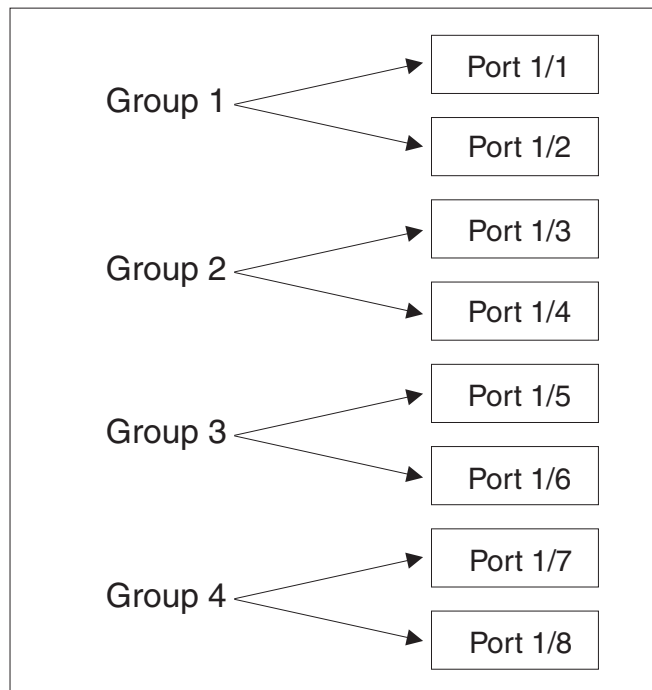 Group 1
Port 1/1
Port 1/2
Group 2
Port 1/3
Port 1/4
Group 3
Port 1/5
Port 1/6
Group 4
Port 1/7
Port 1/8